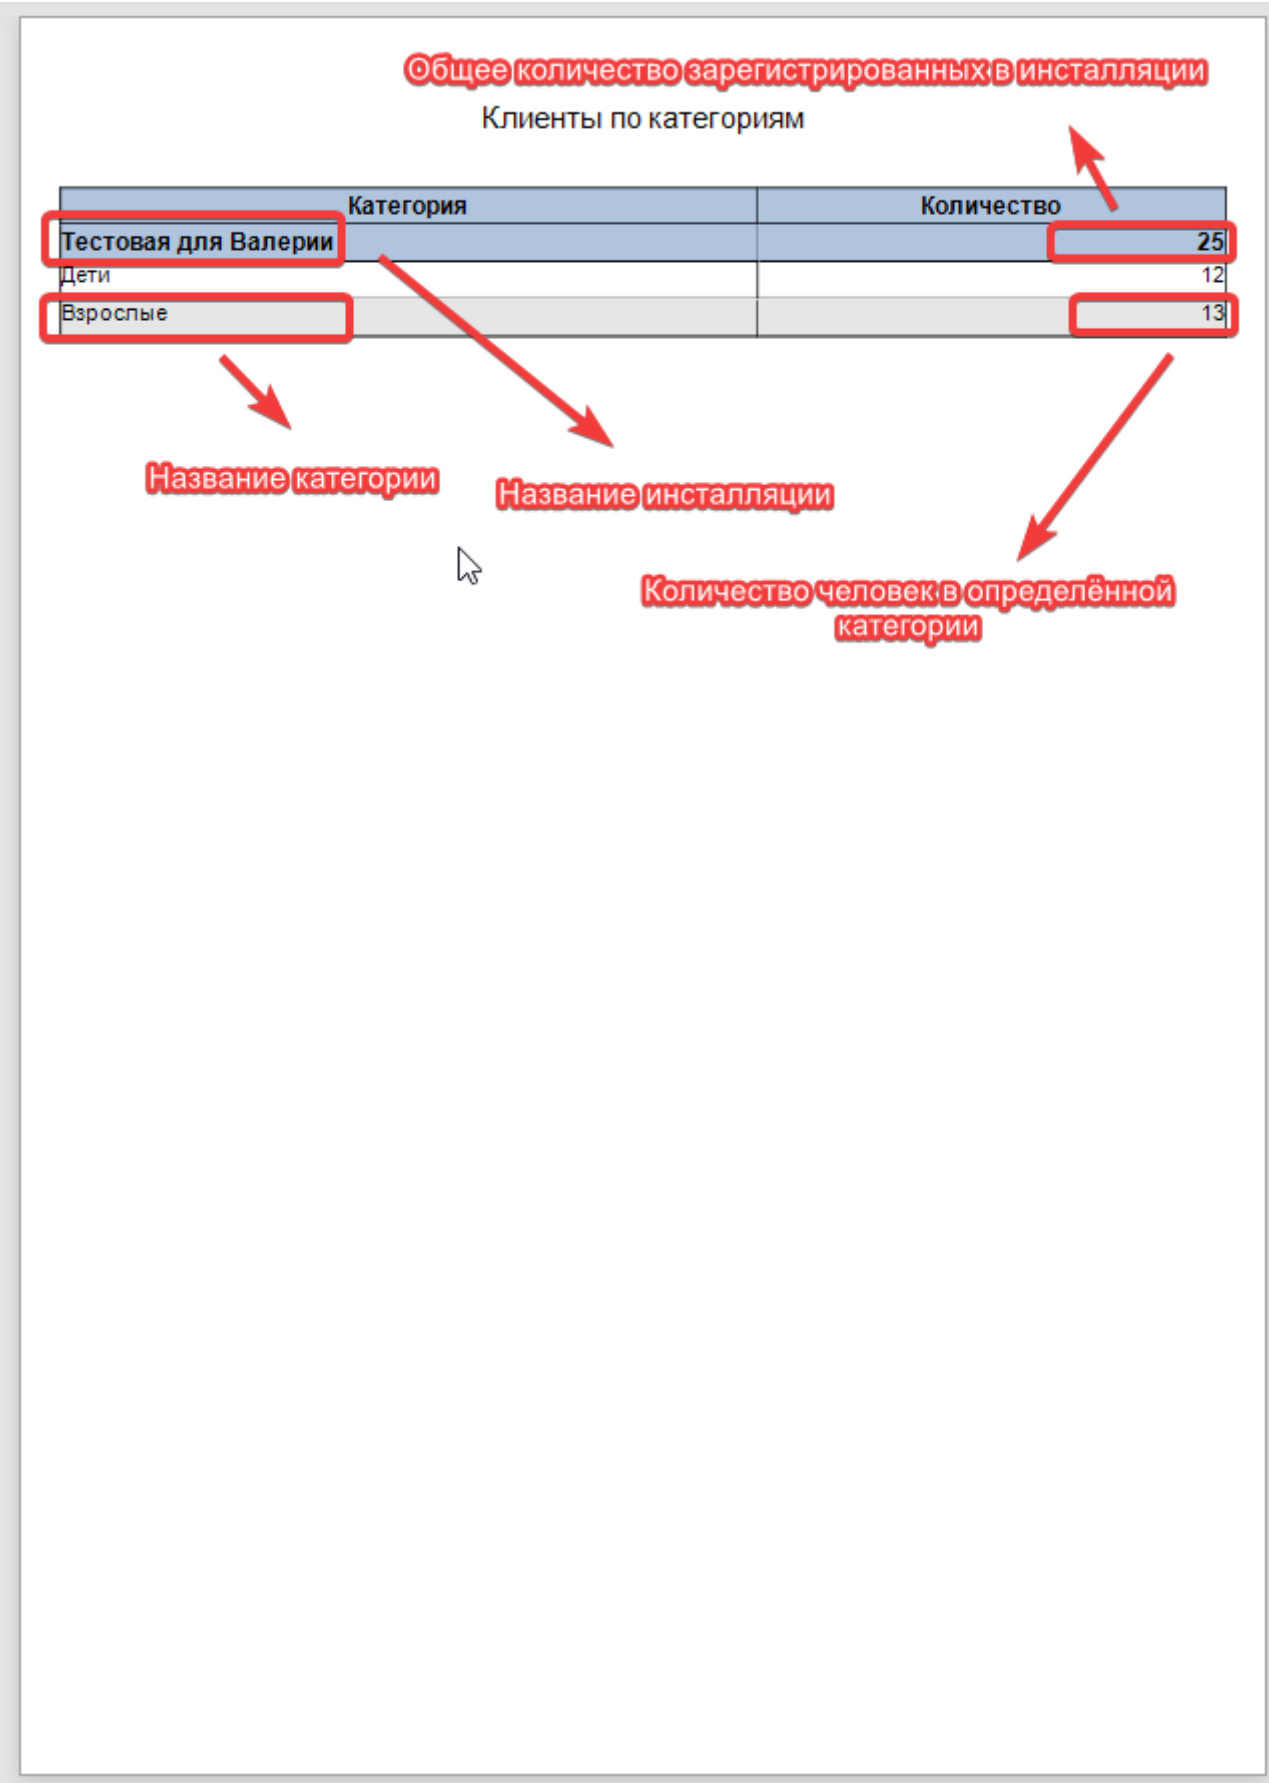 Общее количество зарегистрированных в инсталляции
Клиенты по категориям
Категория Количество
Тестовая для Валерии 25
Дети 12
Взрослые 13
Название категории
Название инсталляции
Количество человек в определённой
категории